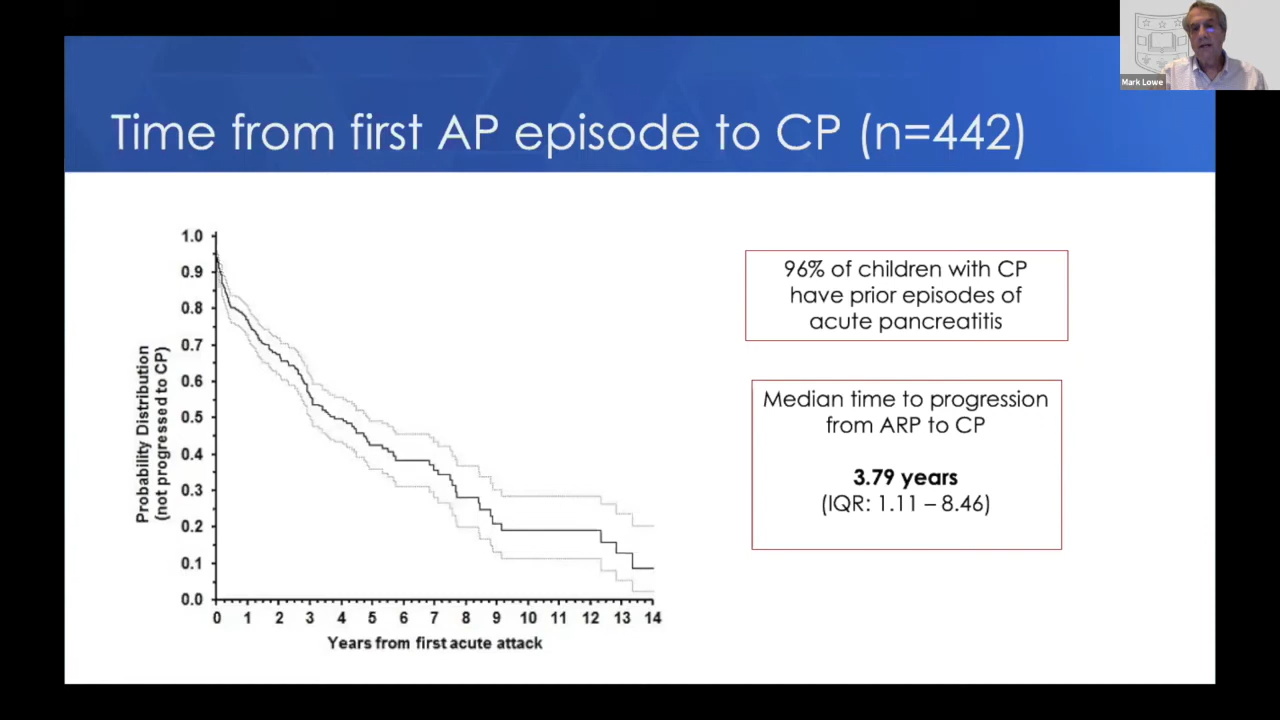 Mark Lowe
Time from first AP episode to CP (n=442)
1.0
0.9
0.8
0.7
0.6
0.5
0.4
0.3
0.2
0.1
0.0
Probability Distribution
(not progressed to CP)
0 1 2 3 4 5 6 7 8 9 10 11 12 13 14
Years from first acute attack
96% of children with CP
have prior episodes of
acute pancreatitis
Median time to progression
from ARP to CP
3.79 years
(IQR: 1.11 – 8.46)